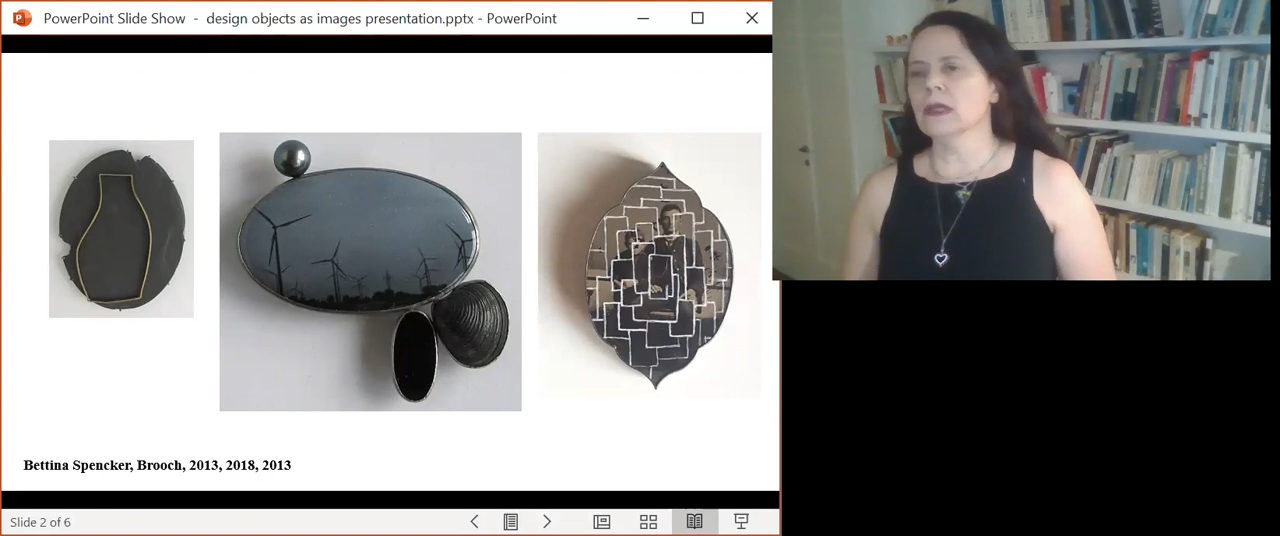 PowerPoint Slide Show - design objects as images presentation.pptx - PowerPoint
Bettina Spencker, Brooch, 2013, 2018, 2013
Slide 2 of 6